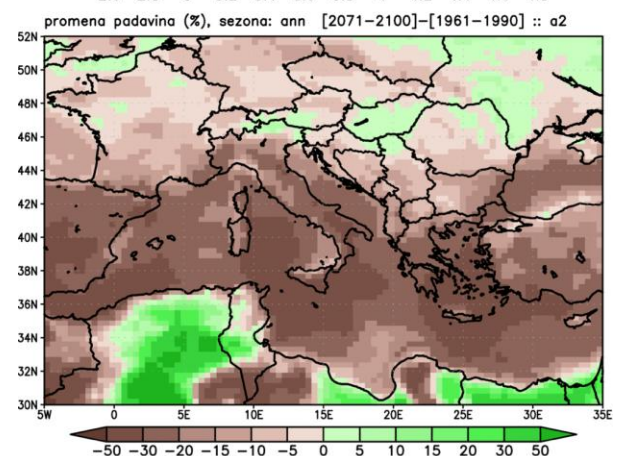 promena padavina (%), sezona: ann [2071−2100]−[1961−1990] :: a2
52N
50N
48N
46N
44N
42N
40N
38N
36N
34N
32N
30N
5W 0 5E 10E 15E 20E 25E 30E 35E
−50 −30 −20 −15 −10 −5 0 5 10 15 20 30 50